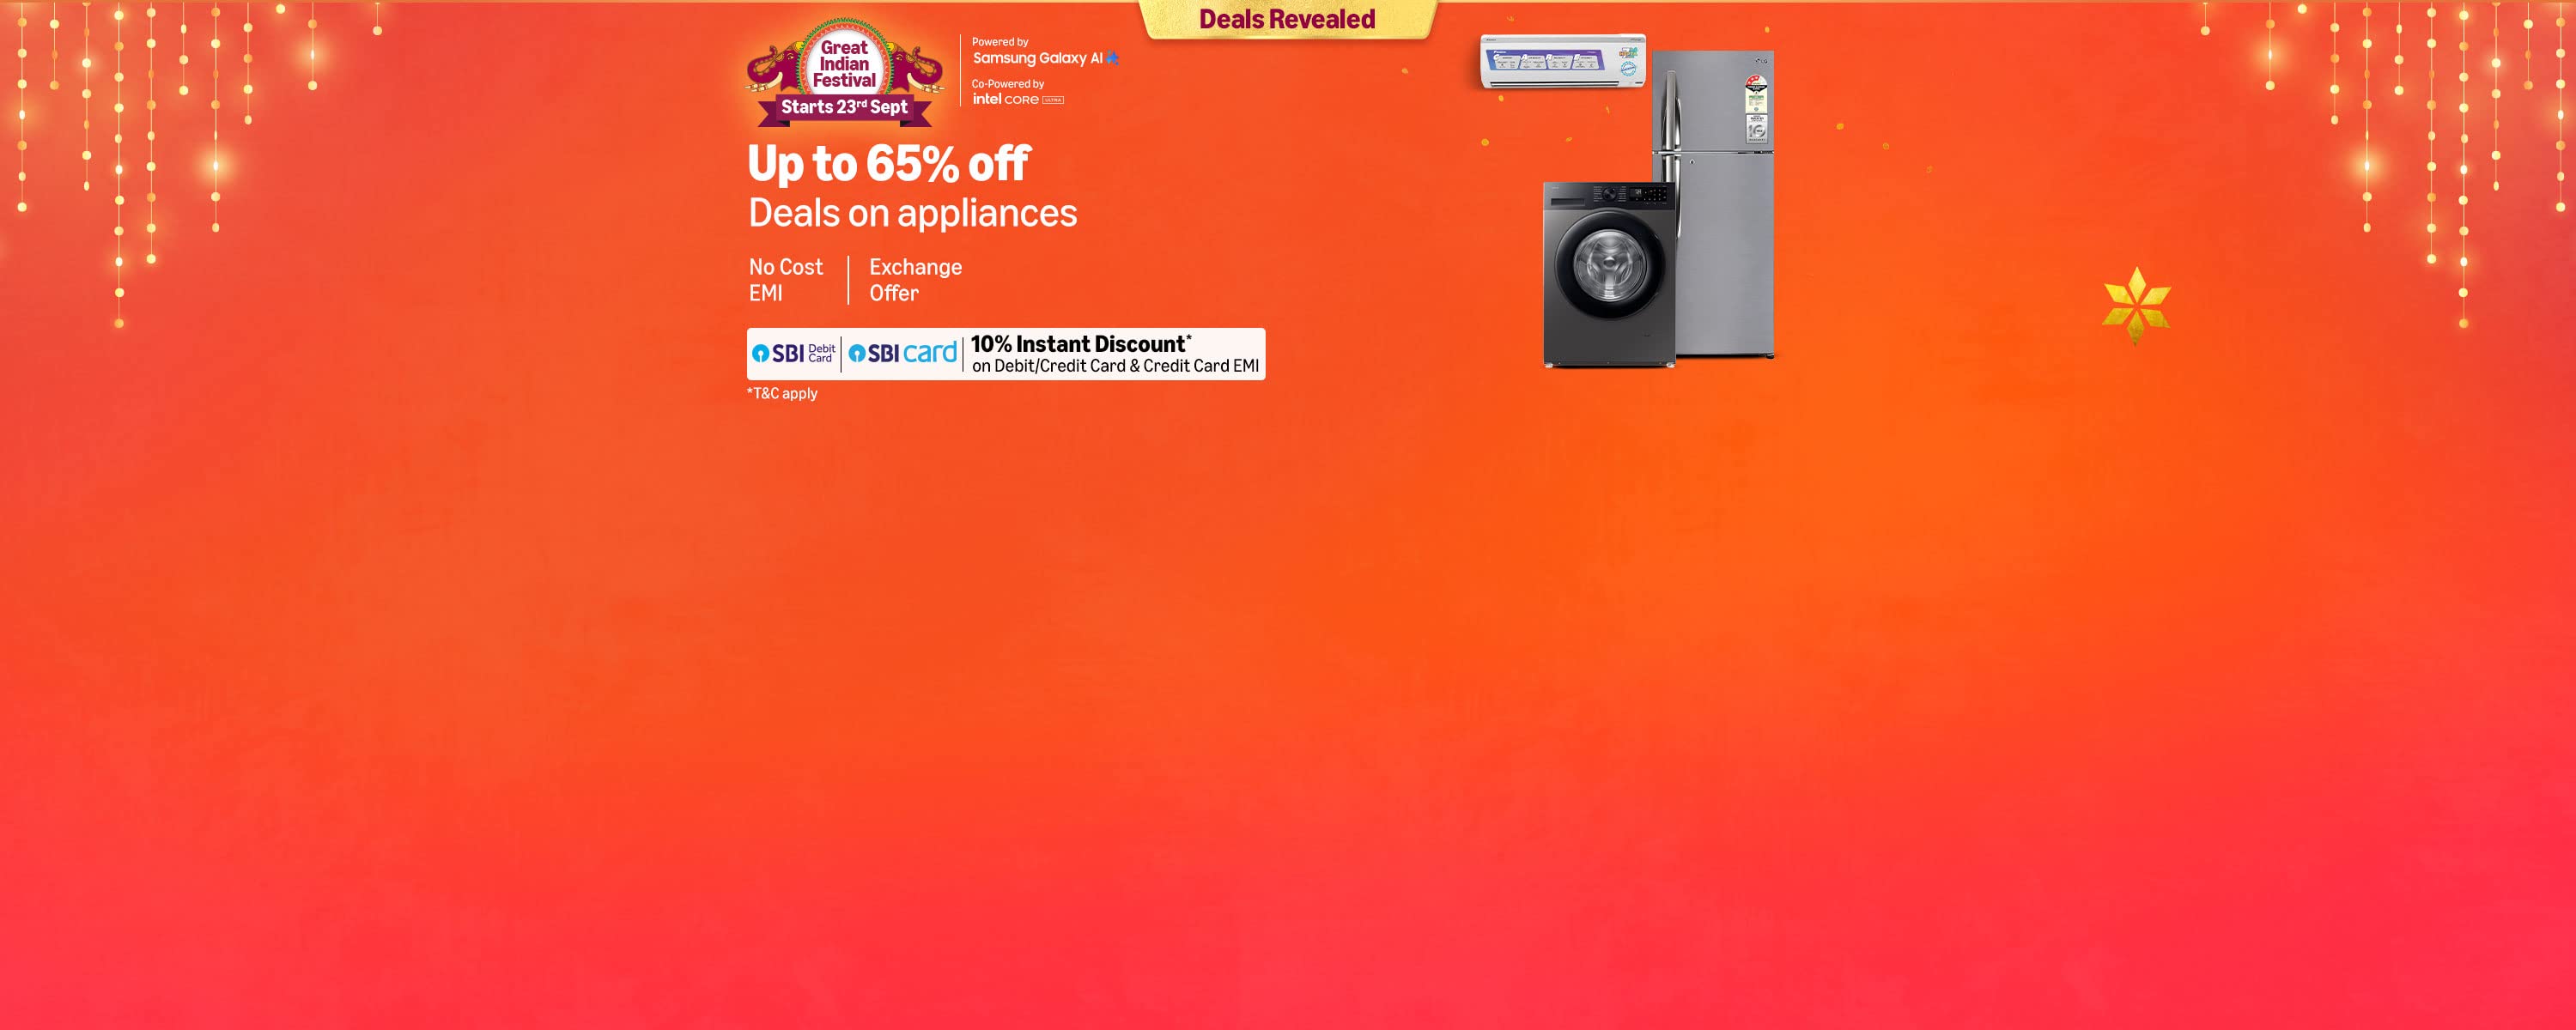 Deals Revealed
Great
Indian
Festival
Starts 23rd Sept
Powered by
Samsung Galaxy AI
Co-Powered by
intel CORE ULTRA
Up to 65% off
Deals on appliances
No Cost
EMI
Exchange
Offer
SBI Debit
Card
SBI card
10% Instant Discount*
on Debit/Credit Card & Credit Card EMI
*T&C apply
LG